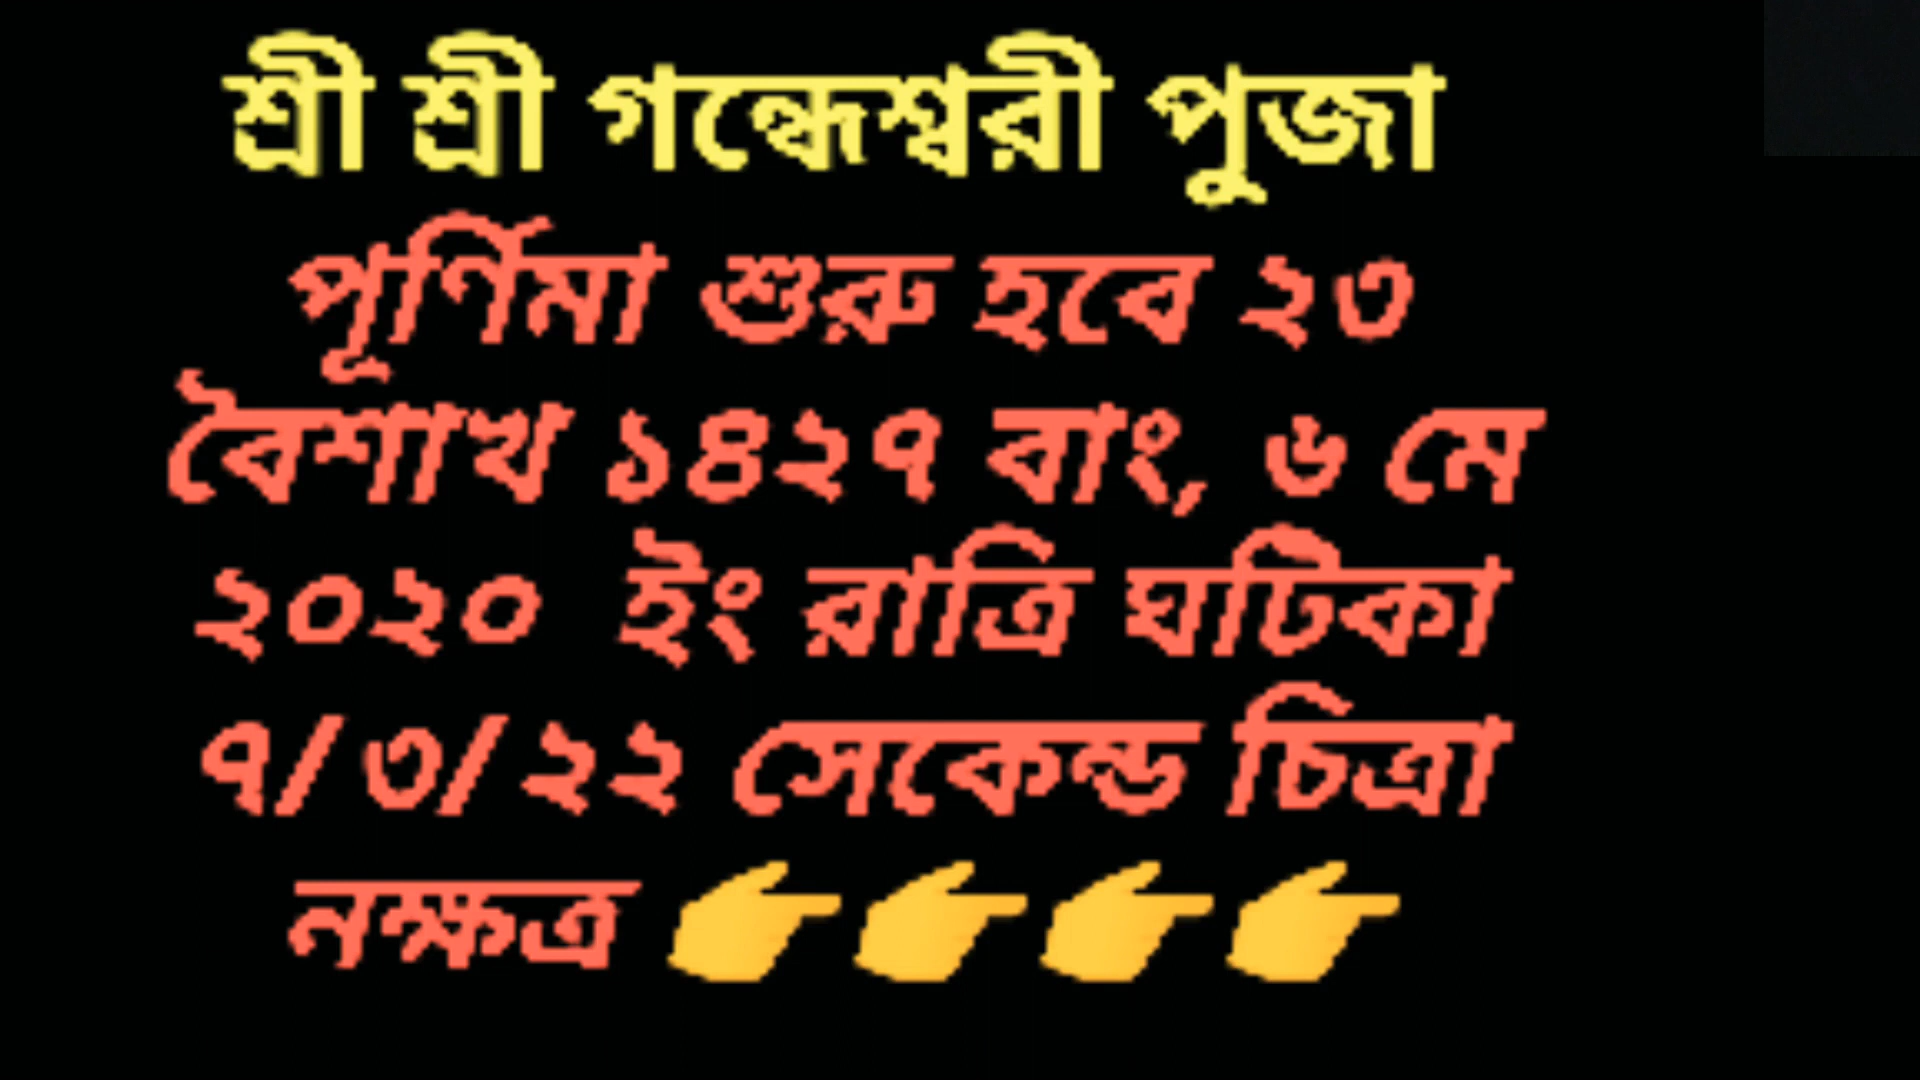 শ্রী শ্রী গন্ধেশ্বরী পুজা
পূর্ণিমা শুরু হবে ২৩
বৈশাখ ১৪২৭ বাং, ৬ মে
২০২০ ইং রাত্রি ঘটিকা
৭/৩/২২ সেকেন্ড চিত্রা
নক্ষত্র 👉👉👉👉